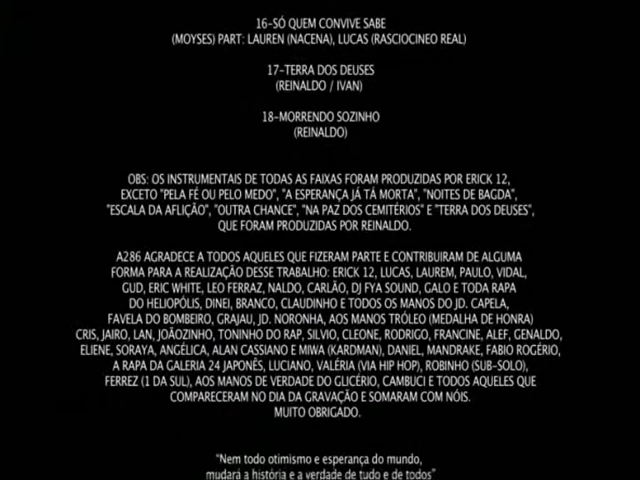 16-SÓ QUEM CONVIVE SABE
(MOYSES) PART: LAUREN (NACENA), LUCAS (RASCIOCINEO REAL)
17-TERRA DOS DEUSES
(REINALDO / IVAN)
18-MORRENDO SOZINHO
(REINALDO)
OBS: OS INSTRUMENTAIS DE TODAS AS FAIXAS FORAM PRODUZIDAS POR ERICK 12,
EXCETO "PELA FÉ OU PELO MEDO", "A ESPERANÇA JÁ TÁ MORTA", "NOITES DE BAGDA",
"ESCALA DA AFLIÇÃO", "OUTRA CHANCE", "NA PAZ DOS CEMITÉRIOS" E "TERRA DOS DEUSES",
QUE FORAM PRODUZIDAS POR REINALDO.
A286 AGRADECE A TODOS AQUELES QUE FIZERAM PARTE E CONTRIBUIRAM DE ALGUMA
FORMA PARA A REALIZAÇÃO DESSE TRABALHO: ERICK 12, LUCAS, LAUREM, PAULO, VIDAL,
GUD, ERIC WHITE, LEO FERRAZ, NALDO, CARLÃO, DJ FYA SOUND, GALO E TODA RAPA
DO HELIOPÓLIS, DINEI, BRANCO, CLAUDINHO E TODOS OS MANOS DO JD. CAPELA,
FAVELA DO BOMBEIRO, GRAJAU, JD. NORONHA, AOS MANOS TRÓLEO (MEDALHA DE HONRA)
CRIS, JAIRO, LAN, JOÃOZINHO, TONINHO DO RAP, SILVIO, CLEONE, RODRIGO, FRANCINE, ALEF, GENALDO,
ELIENE, SORAYA, ANGÉLICA, ALAN CASSIANO E MIWA (KARDMAN), DANIEL, MANDRAKE, FABIO ROGÉRIO,
A RAPA DA GALERIA 24 JAPONÊS, LUCIANO, VALÉRIA (VIA HIP HOP), ROBINHO (SUB-SOLO),
FERREZ (1 DA SUL), AOS MANOS DE VERDADE DO GLICÉRIO, CAMBUCI E TODOS AQUELES QUE
COMPARECERAM NO DIA DA GRAVAÇÃO E SOMARAM COM NÓIS.
MUITO OBRIGADO.
"Nem todo otimismo e esperança do mundo,
mudará a história e a verdade de tudo e de todos"